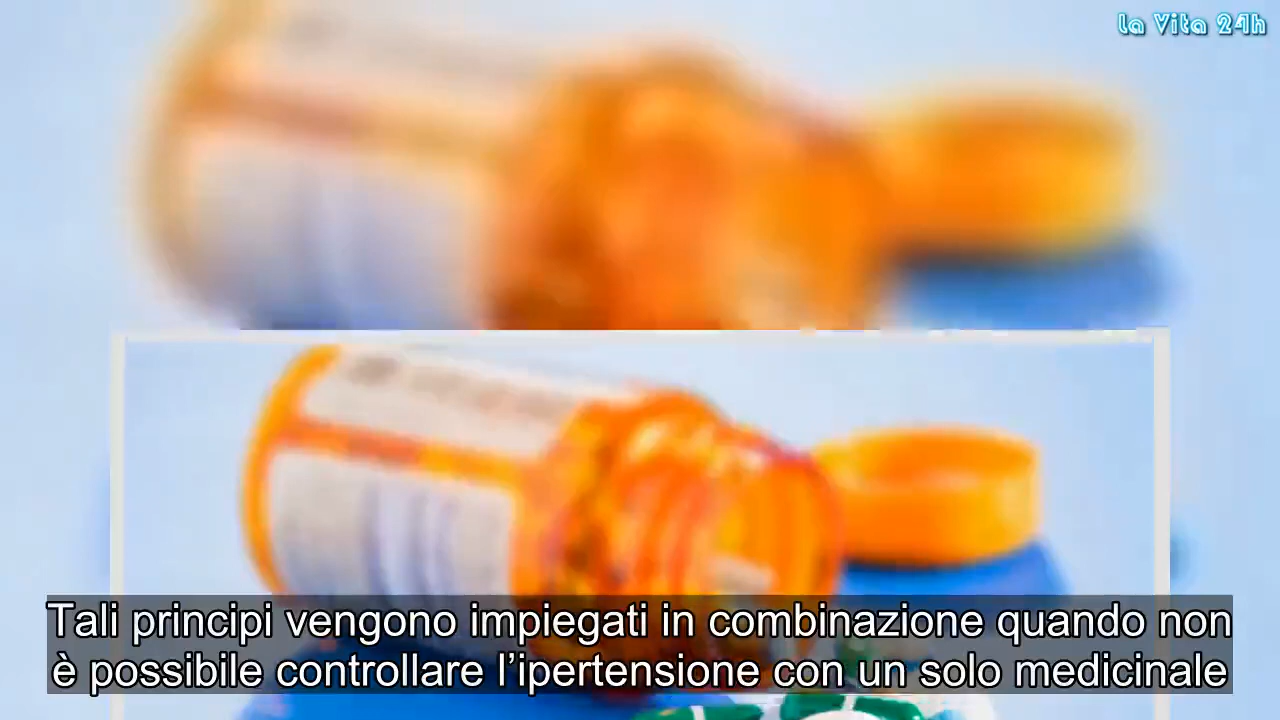 La Vita 24h
Tali principi vengono impiegati in combinazione quando non
è possibile controllare l’ipertensione con un solo medicinale